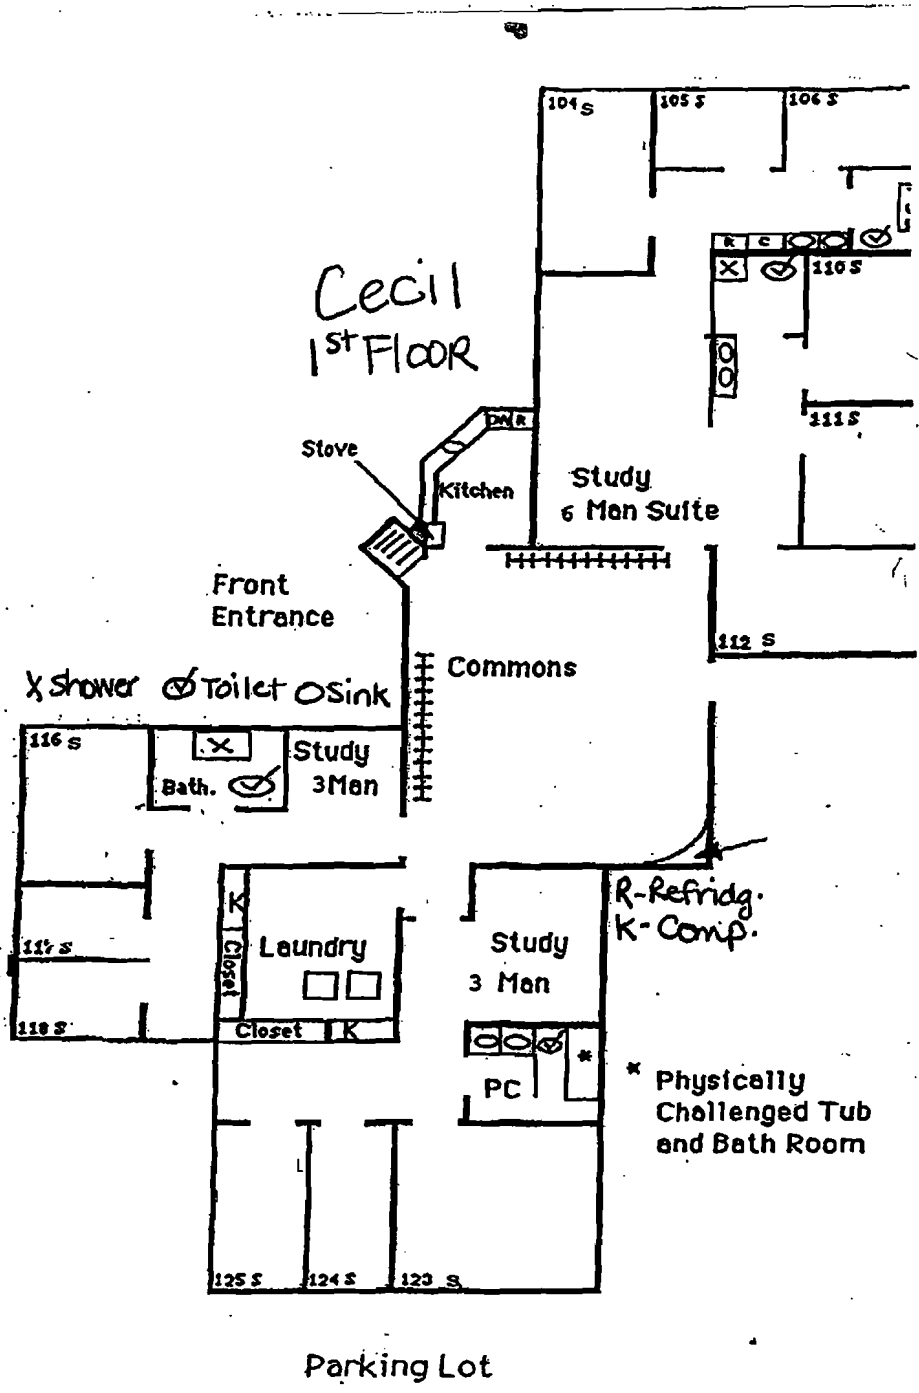 104 S
105 S
106 S
R C
X
110 S
Cecil
1st FLOOR
111 S
DW R
Stove
Kitchen
Study
6 Man Suite
Front
Entrance
112 S
Commons
X Shower Toilet O Sink
116 S
X
Study
3 Man
Bath.
R-Refridg.
K-Comp.
K
Closet
Laundry
117 S
Study
3 Man
118 S
Closet K
*
PC
* Physically
Challenged Tub
and Bath Room
L
125 S
124 S
123 S
Parking Lot